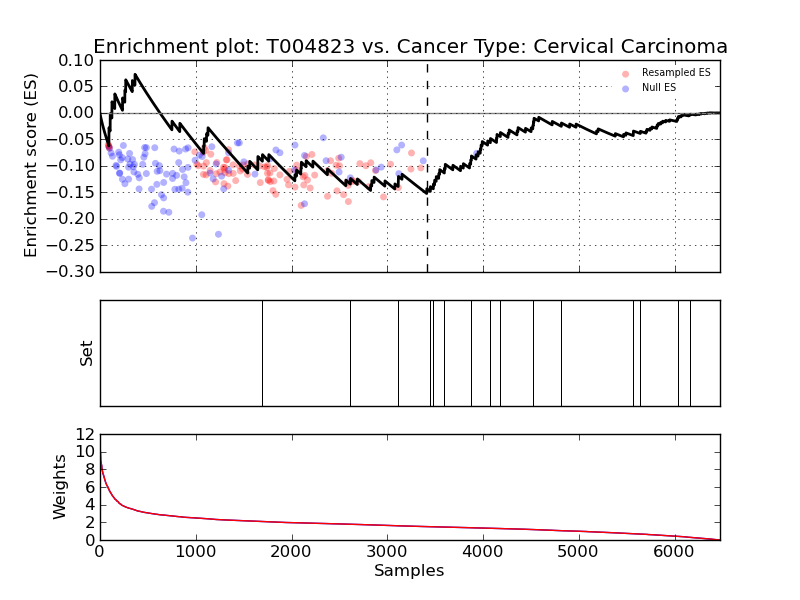 Enrichment plot: T004823 vs. Cancer Type: Cervical Carcinoma
Enrichment score (ES)
0.10
0.05
0.00
−0.05
−0.10
−0.15
−0.20
−0.25
−0.30
Resampled ES
Null ES
Set
Weights
12
10
8
6
4
2
0
0 1000 2000 3000 4000 5000 6000
Samples